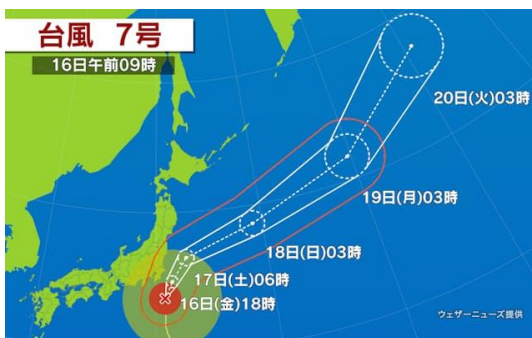 台風 7号
16日午前09時
20日(火)03時
19日(月)03時
18日(日)03時
17日(土)06時
16日(金)18時
ウェザーニューズ提供